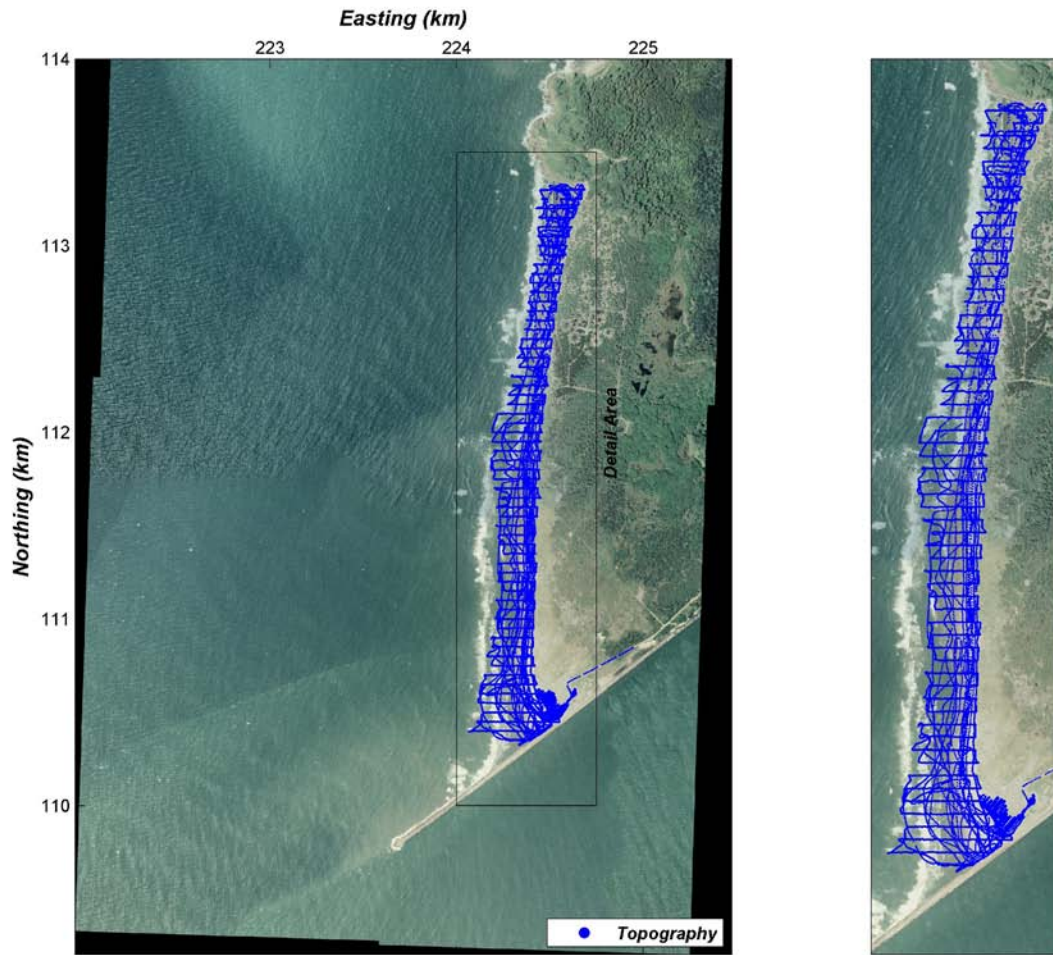 Easting (km)
223 224 225
114
113
112
111
110
Northing (km)
Detail Area
Topography